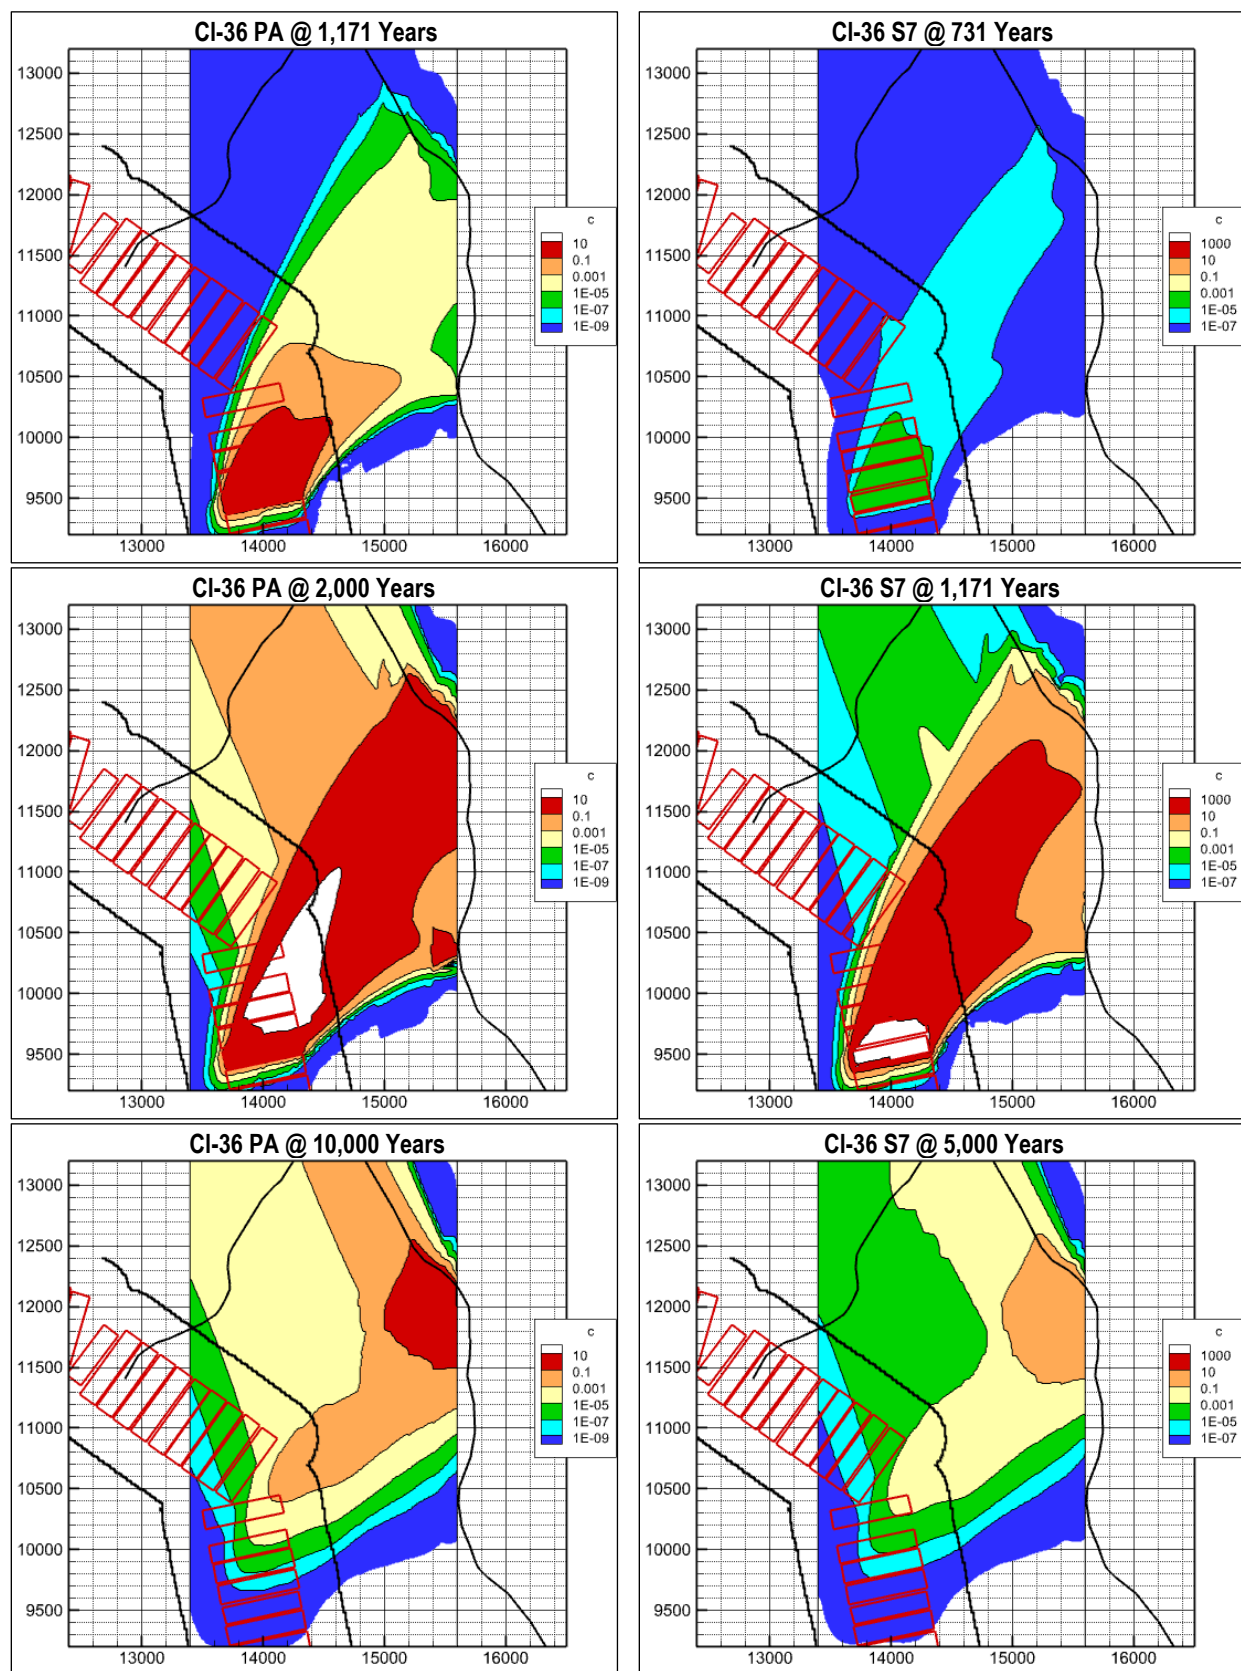 Cl-36 PA @ 1,171 Years
13000
12500
12000
11500
11000
10500
10000
9500
13000 14000 15000 16000
c
10
0.1
0.001
1E-05
1E-07
1E-09
Cl-36 S7 @ 731 Years
13000
12500
12000
11500
11000
10500
10000
9500
13000 14000 15000 16000
c
1000
10
0.1
0.001
1E-05
1E-07
Cl-36 PA @ 2,000 Years
13000
12500
12000
11500
11000
10500
10000
9500
13000 14000 15000 16000
c
10
0.1
0.001
1E-05
1E-07
1E-09
Cl-36 S7 @ 1,171 Years
13000
12500
12000
11500
11000
10500
10000
9500
13000 14000 15000 16000
c
1000
10
0.1
0.001
1E-05
1E-07
Cl-36 PA @ 10,000 Years
13000
12500
12000
11500
11000
10500
10000
9500
13000 14000 15000 16000
c
10
0.1
0.001
1E-05
1E-07
1E-09
Cl-36 S7 @ 5,000 Years
13000
12500
12000
11500
11000
10500
10000
9500
13000 14000 15000 16000
c
1000
10
0.1
0.001
1E-05
1E-07